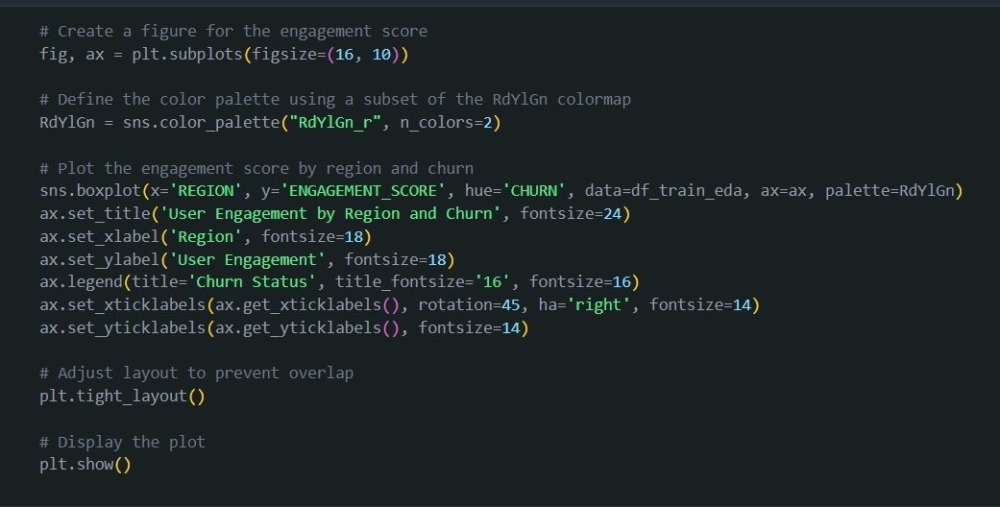 # Create a figure for the engagement score
fig, ax = plt.subplots(figsize=(16, 10))
# Define the color palette using a subset of the RdYlGn colormap
RdYlGn = sns.color_palette("RdYlGn_r", n_colors=2)
# Plot the engagement score by region and churn
sns.boxplot(x='REGION', y='ENGAGEMENT_SCORE', hue='CHURN', data=df_train_eda, ax=ax, palette=RdYlGn)
ax.set_title('User Engagement by Region and Churn', fontsize=24)
ax.set_xlabel('Region', fontsize=18)
ax.set_ylabel('User Engagement', fontsize=18)
ax.legend(title='Churn Status', title_fontsize='16', fontsize=16)
ax.set_xticklabels(ax.get_xticklabels(), rotation=45, ha='right', fontsize=14)
ax.set_yticklabels(ax.get_yticklabels(), fontsize=14)
# Adjust layout to prevent overlap
plt.tight_layout()
# Display the plot
plt.show()